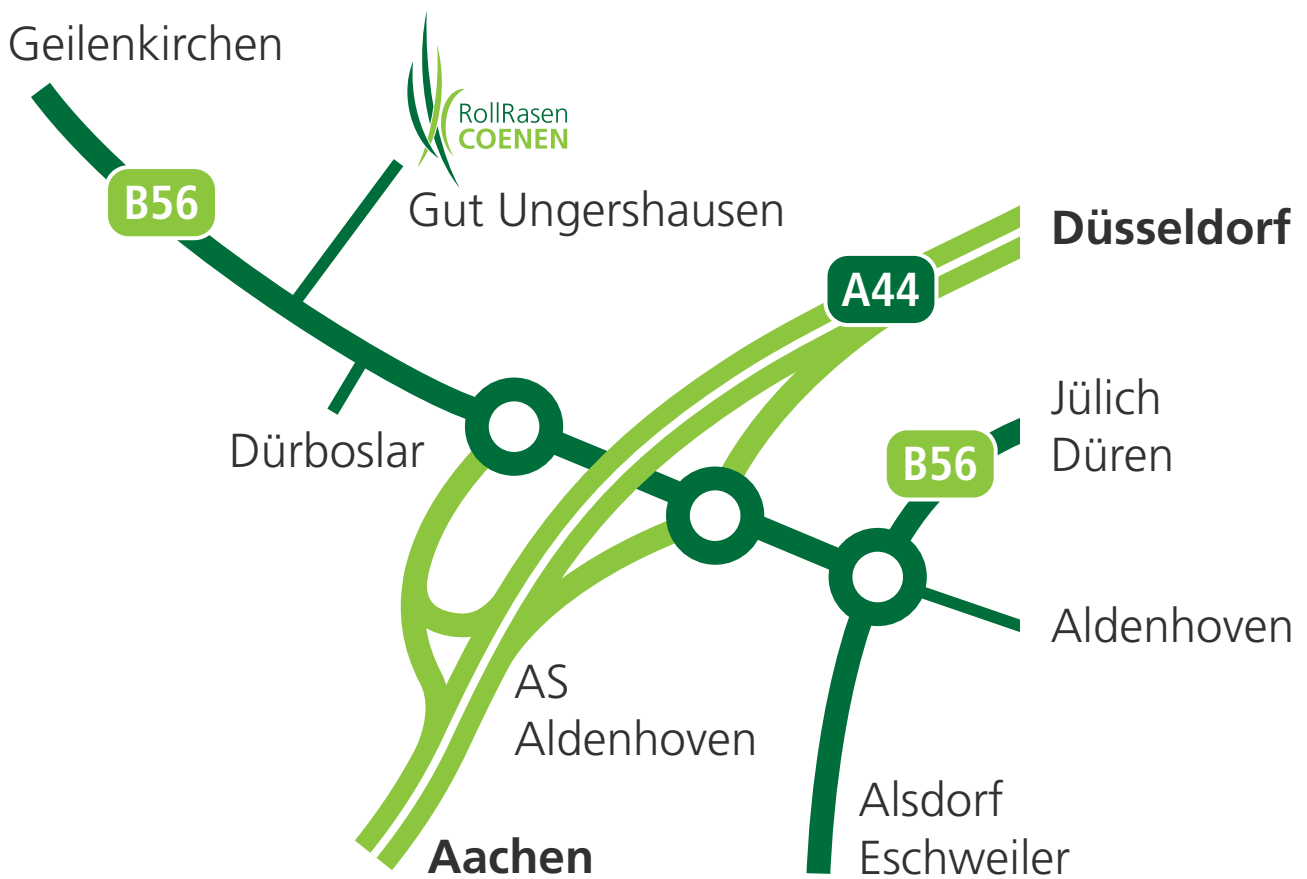 Geilenkirchen
RollRasen
COENEN
B56
Gut Ungershausen
Düsseldorf
A44
Jülich
Düren
Dürboslar
B56
Aldenhoven
AS
Aldenhoven
Alsdorf
Eschweiler
Aachen